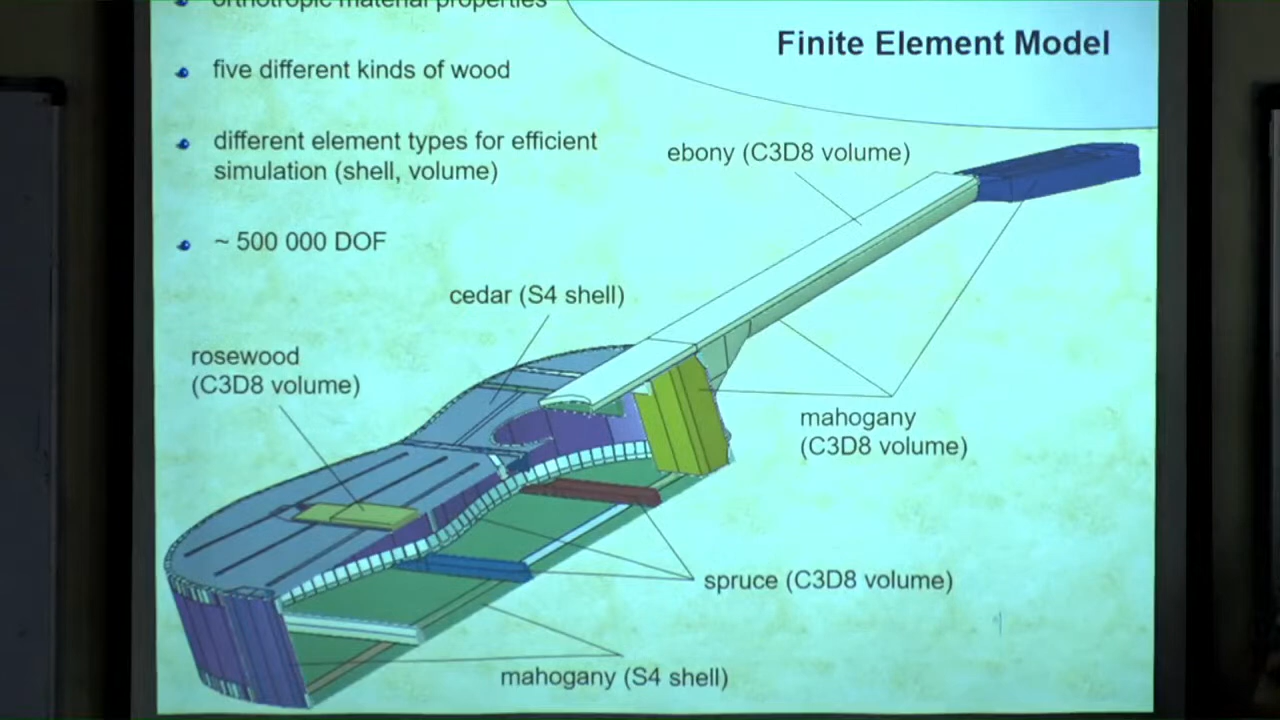 orthotropic material properties
Finite Element Model
five different kinds of wood
different element types for efficient
simulation (shell, volume)
~ 500 000 DOF
ebony (C3D8 volume)
cedar (S4 shell)
rosewood
(C3D8 volume)
mahogany
(C3D8 volume)
spruce (C3D8 volume)
mahogany (S4 shell)